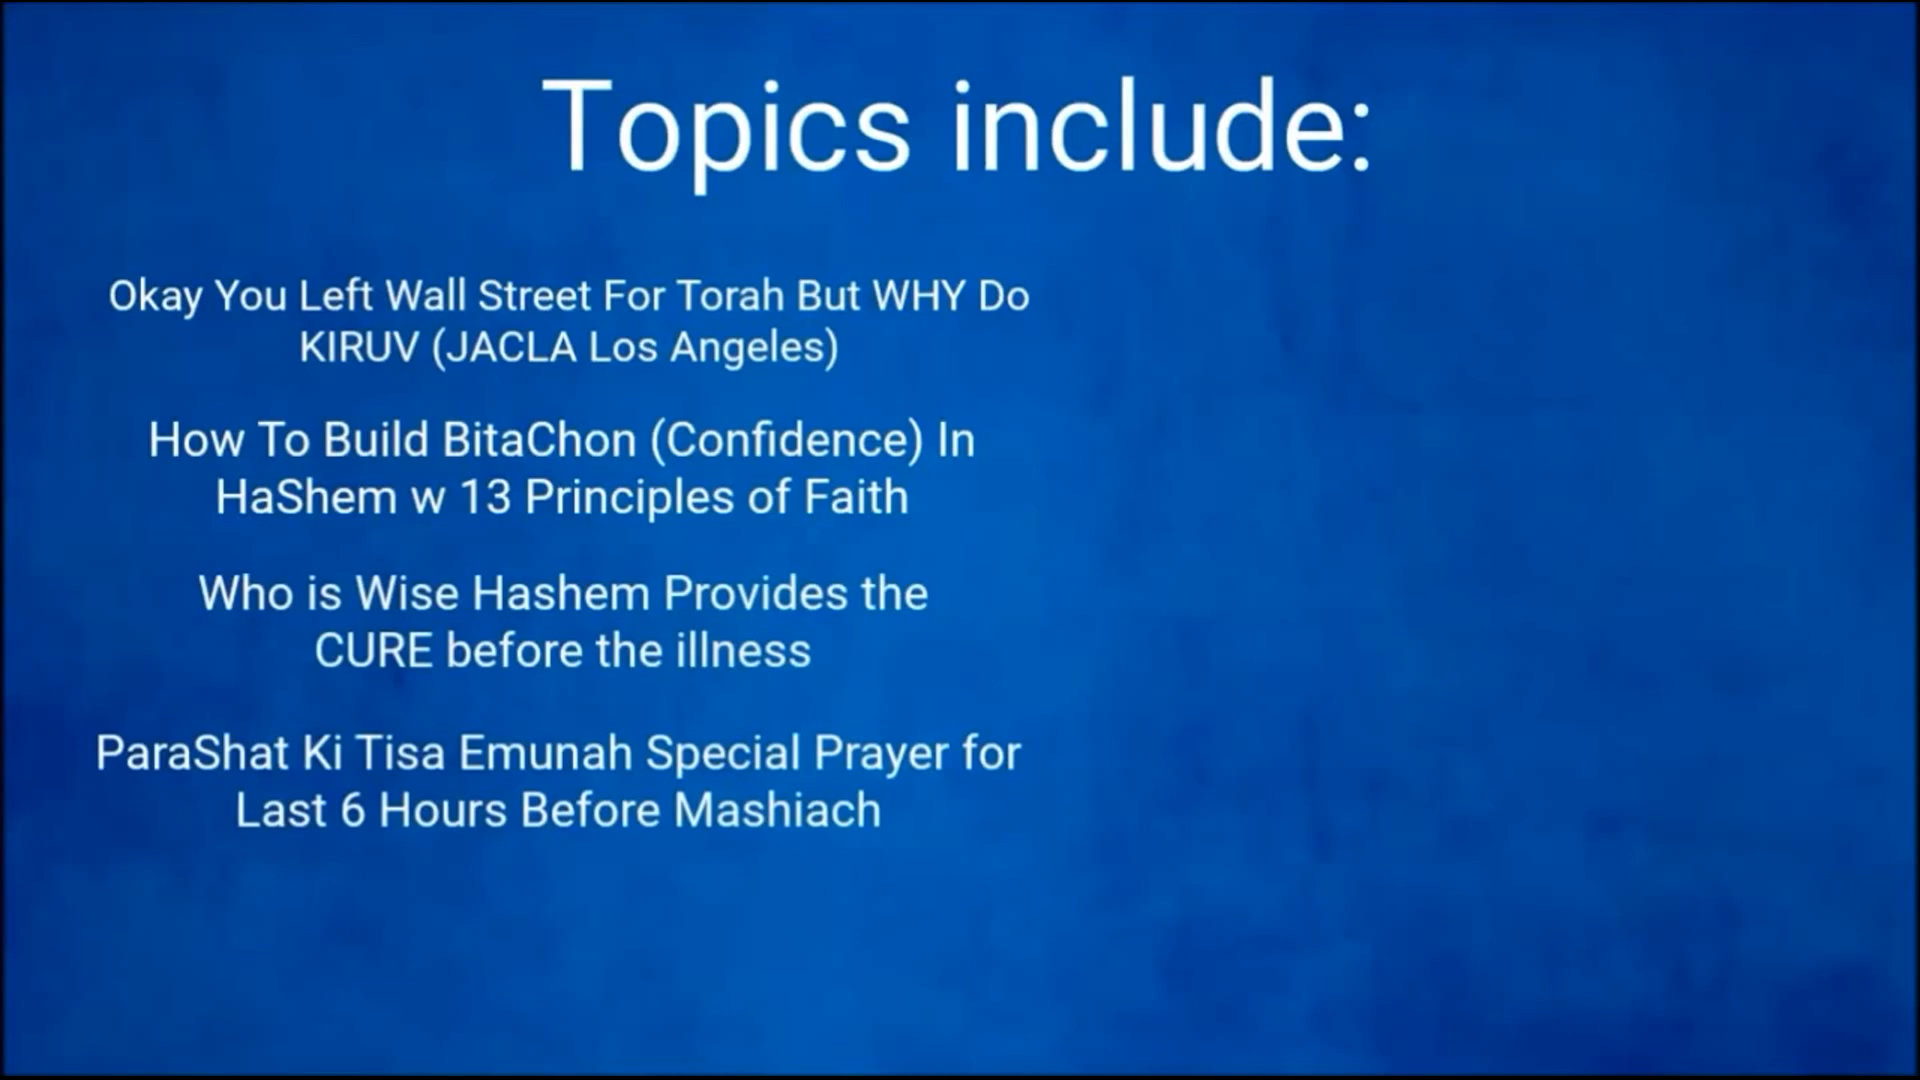 Topics include:
Okay You Left Wall Street For Torah But WHY Do
KIRUV (JACLA Los Angeles)
How To Build BitaChon (Confidence) In
HaShem w 13 Principles of Faith
Who is Wise Hashem Provides the
CURE before the illness
ParaShat Ki Tisa Emunah Special Prayer for
Last 6 Hours Before Mashiach